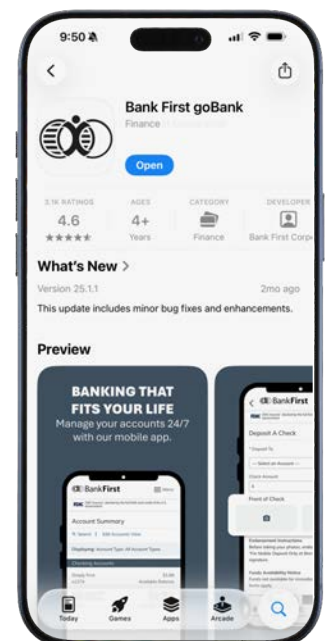 9:50
Bank First goBank
Finance
Open
3.1K RATINGS
4.6
AGES
4+
Years
CATEGORY
Finance
DEVELOPER
Bank First Corp
What's New >
Version 25.1.1 2mo ago
This update includes minor bug fixes and enhancements.
Preview
BANKING THAT
FITS YOUR LIFE
Manage your accounts 24/7
with our mobile app.
Bank First
Account Summary
Checking Accounts
BankFirst
Deposit A Check
Front of Check
Today
Games
Apps
Arcade